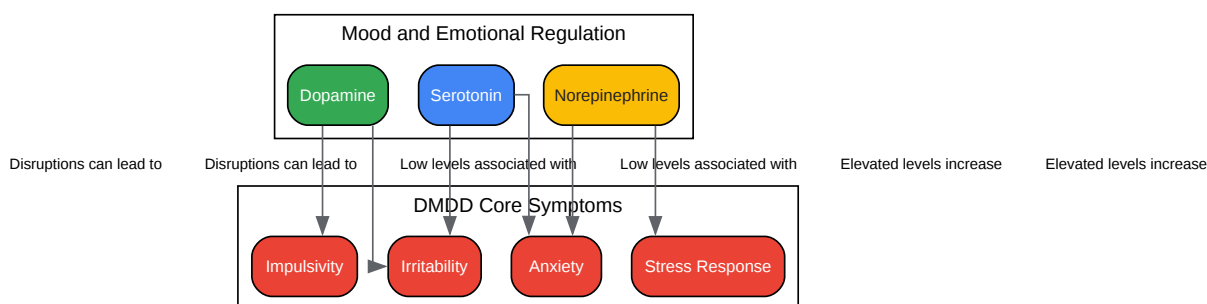 Mood and Emotional Regulation
Dopamine
Serotonin
Norepinephrine
Disruptions can lead to
Disruptions can lead to
Low levels associated with
Low levels associated with
Elevated levels increase
Elevated levels increase
DMDD Core Symptoms
Impulsivity
Irritability
Anxiety
Stress Response